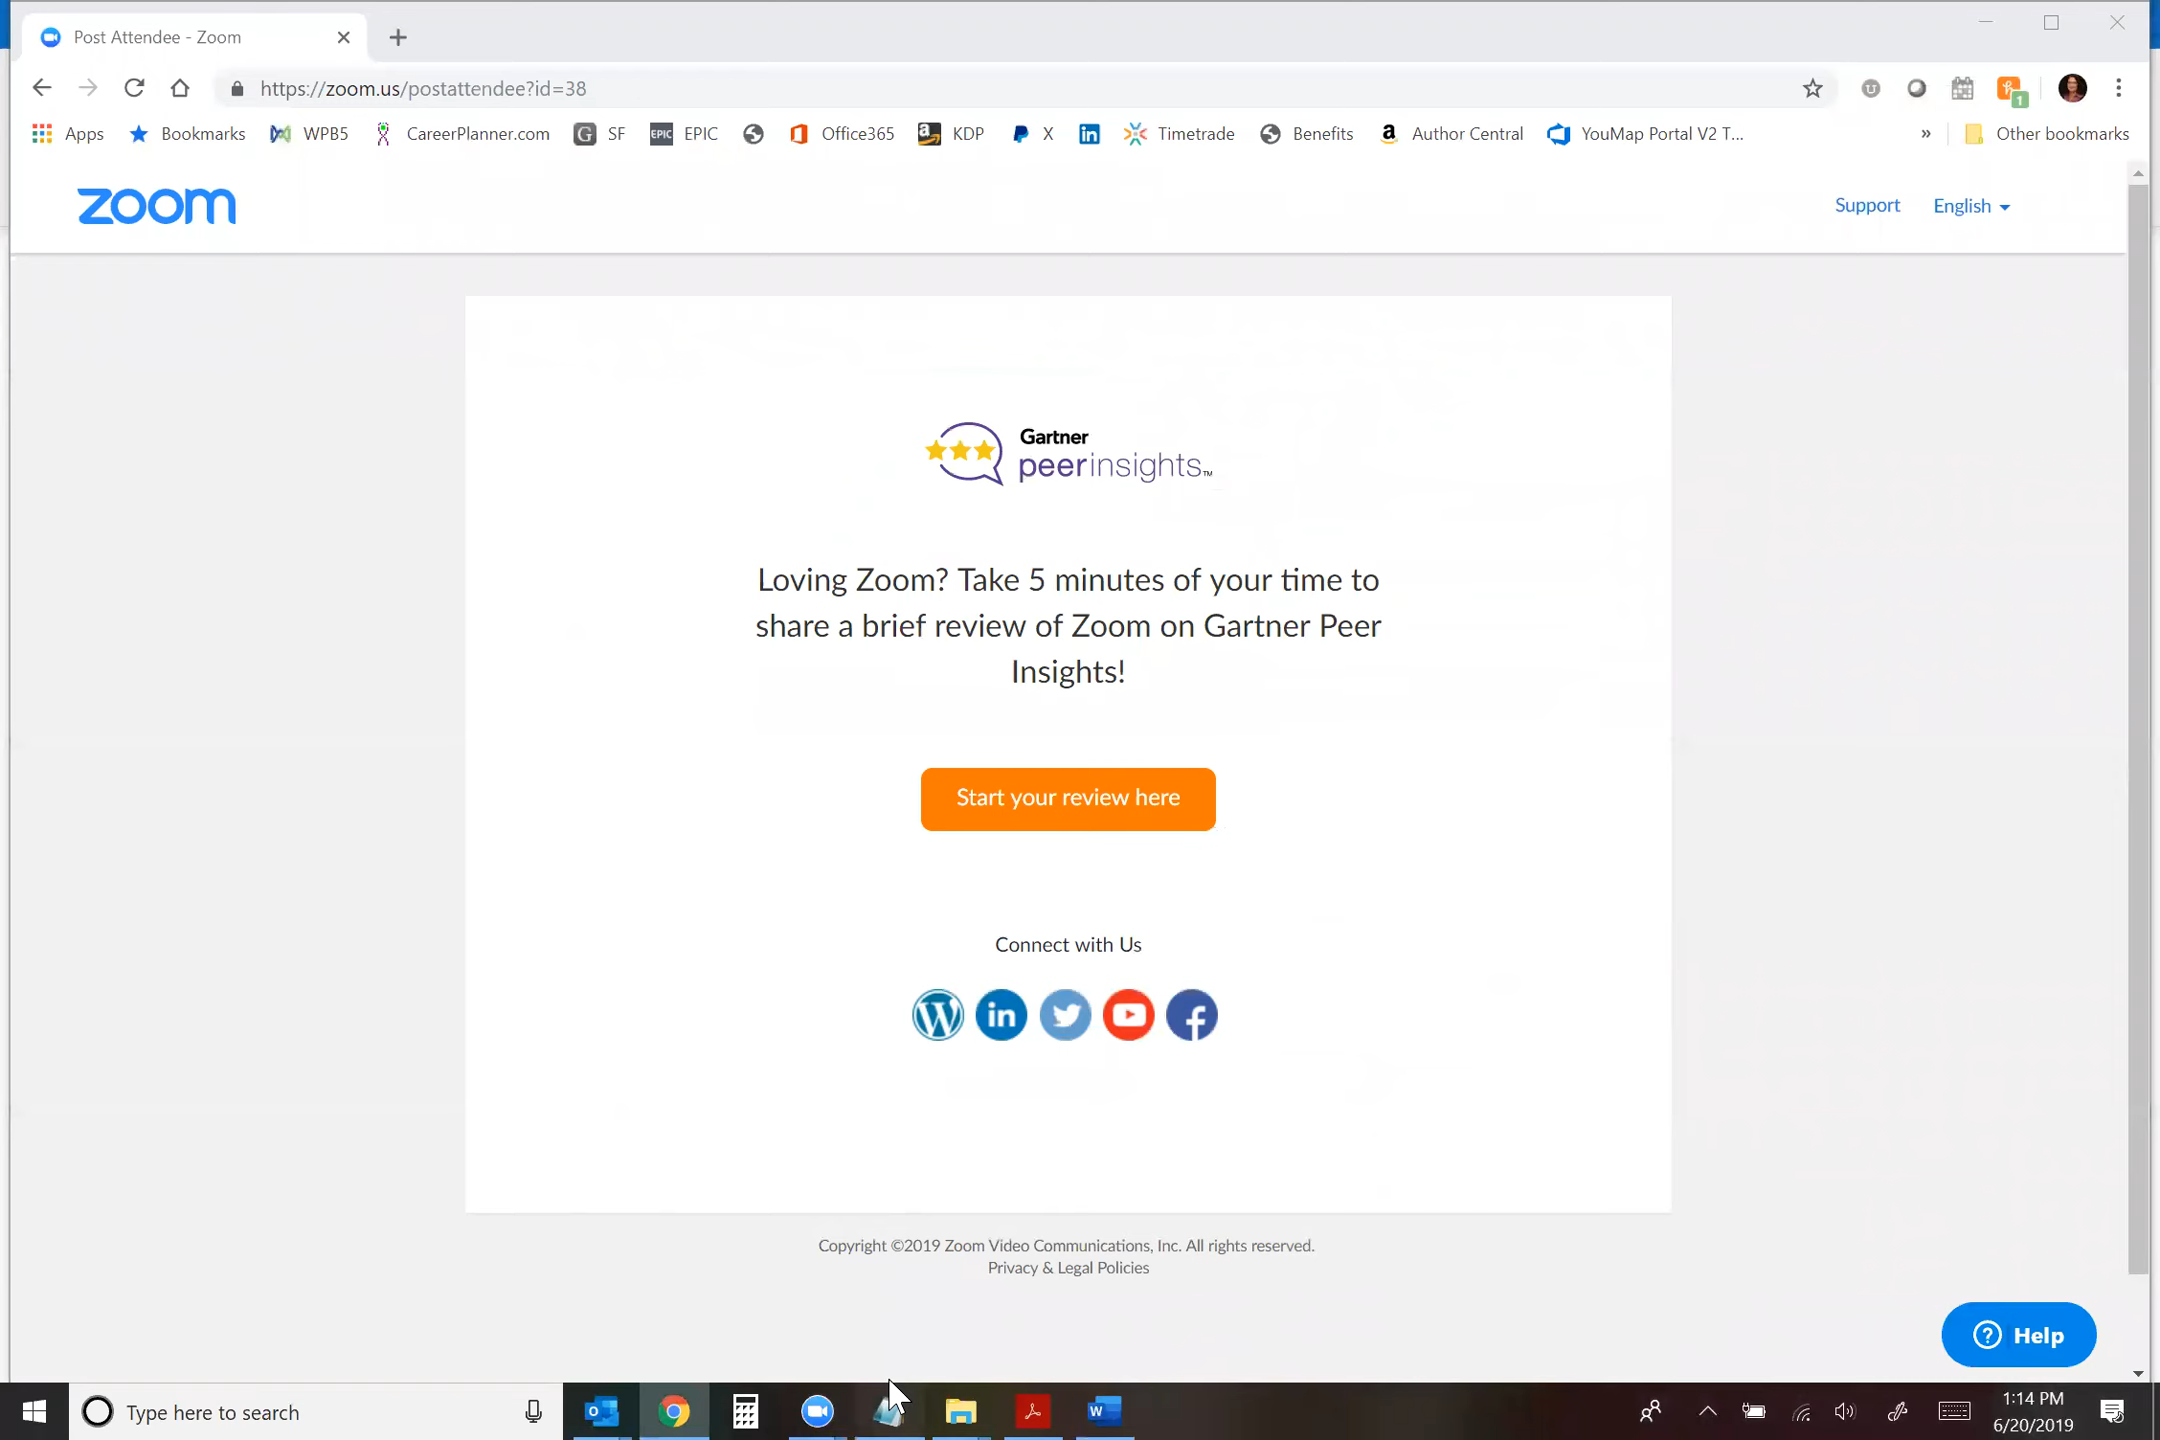 Post Attendee - Zoom
https://zoom.us/postattendee?id=38
1
Apps Bookmarks WPB5 CareerPlanner.com G SF EPIC EPIC Office365 KDP X in Timetrade Benefits Author Central YouMap Portal V2 T... » Other bookmarks
zoom
Support English
Gartner
peerinsights™
Loving Zoom? Take 5 minutes of your time to
share a brief review of Zoom on Gartner Peer
Insights!
Start your review here
Connect with Us
Copyright ©2019 Zoom Video Communications, Inc. All rights reserved.
Privacy & Legal Policies
? Help
Type here to search
1:14 PM
6/20/2019